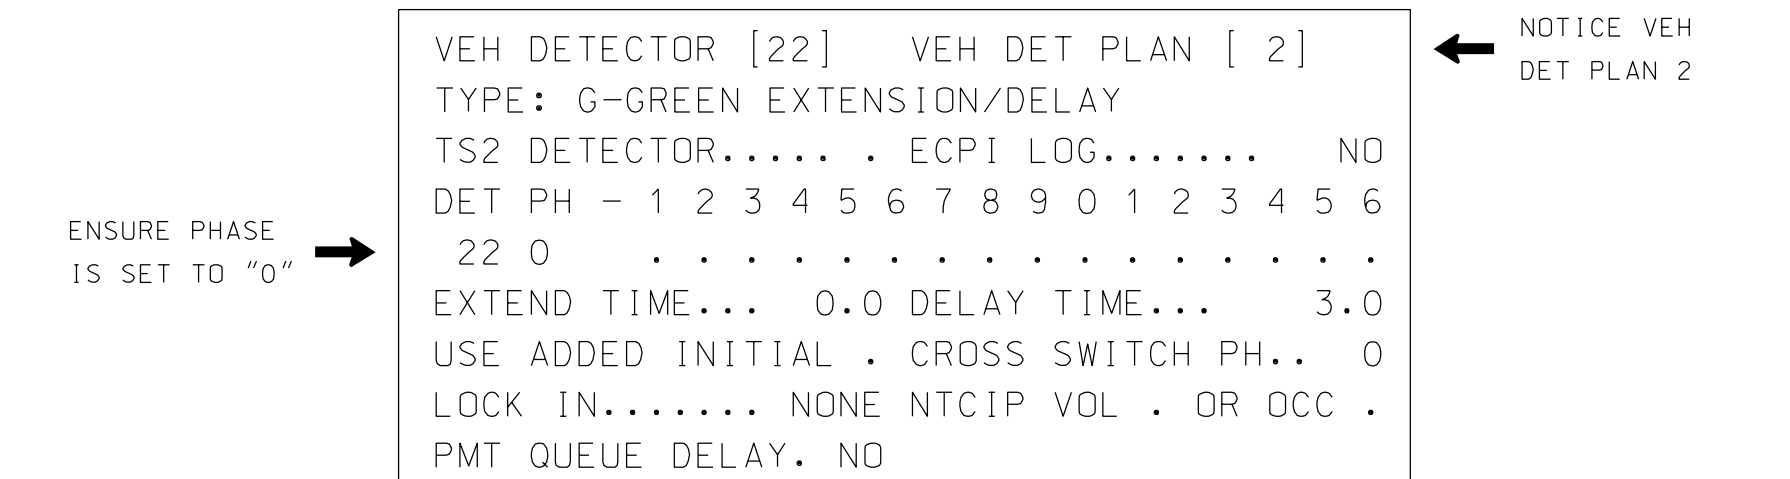 NOTICE VEH
DET PLAN 2
VEH DETECTOR [22] VEH DET PLAN [ 2]
TYPE: G-GREEN EXTENSION/DELAY
TS2 DETECTOR..... . ECPI LOG....... NO
DET PH - 1 2 3 4 5 6 7 8 9 0 1 2 3 4 5 6
ENSURE PHASE
IS SET TO "0"
22 0 . . . . . . . . . . . . . . . .
EXTEND TIME... 0.0 DELAY TIME... 3.0
USE ADDED INITIAL . CROSS SWITCH PH.. 0
LOCK IN....... NONE NTCIP VOL . OR OCC .
PMT QUEUE DELAY. NO